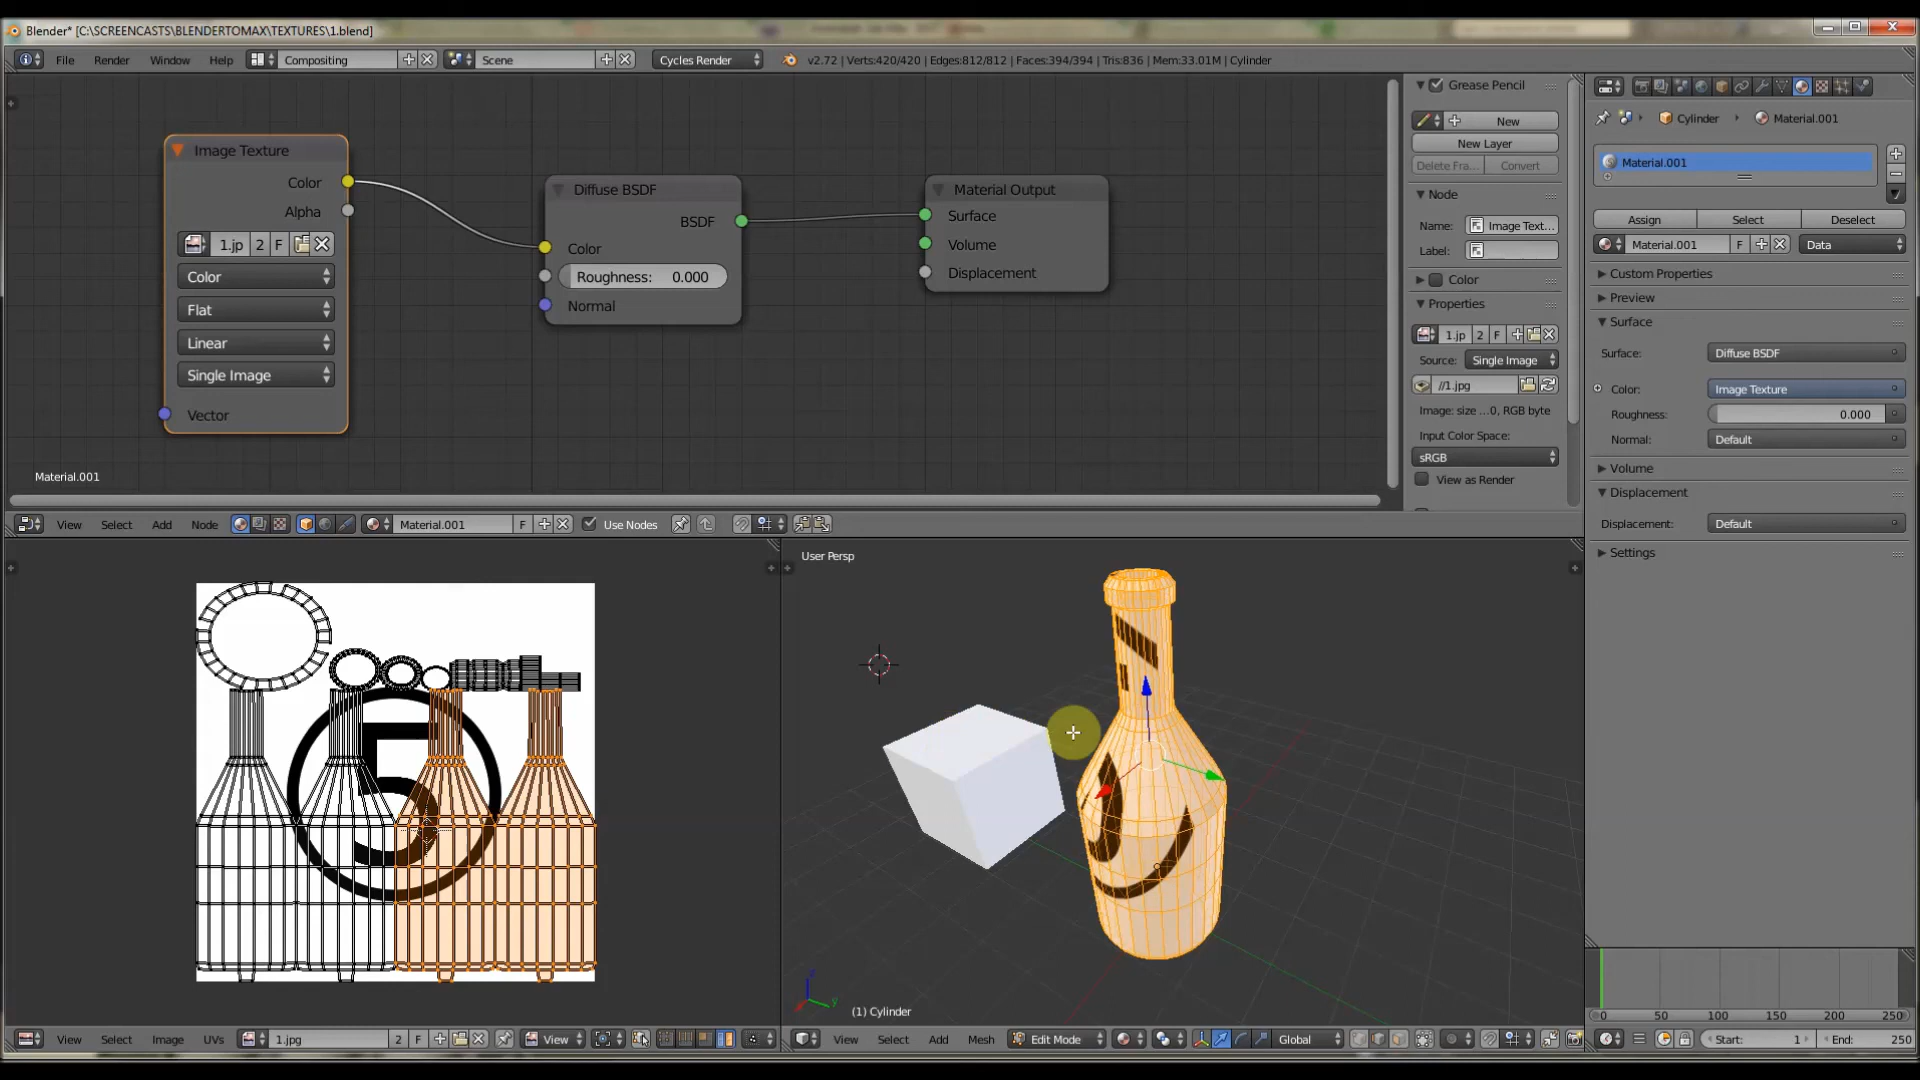 Blender* [C:\SCREENCASTS\BLENDERTOMAX\TEXTURES\1.blend]
File Render Window Help Compositing Scene Cycles Render v2.72 | Verts:420/420 | Edges:812/812 | Faces:394/394 | Tris:836 | Mem:33.01M | Cylinder
Image Texture
Color
Alpha
1.jp 2 F
Color
Flat
Linear
Single Image
Vector
Diffuse BSDF
BSDF
Color
Roughness: 0.000
Normal
Material Output
Surface
Volume
Displacement
Material.001
Grease Pencil
New
New Layer
Delete Fra... Convert
Node
Name: Image Text...
Label:
Color
Properties
1.jp 2 F
Source: Single Image
//1.jpg
Image: size ...0, RGB byte
Input Color Space:
sRGB
View as Render
Cylinder Material.001
Material.001
Assign Select Deselect
Material.001 F Data
Custom Properties
Preview
Surface
Surface: Diffuse BSDF
Color: Image Texture
Roughness: 0.000
Normal: Default
Volume
Displacement
Displacement: Default
Settings
View Select Add Node Material.001 F Use Nodes
5
User Persp
(1) Cylinder
View Select Image UVs 1.jpg 2 F View
View Select Add Mesh Edit Mode Global
0 50 100 150 200 250
Start: 1 End: 250